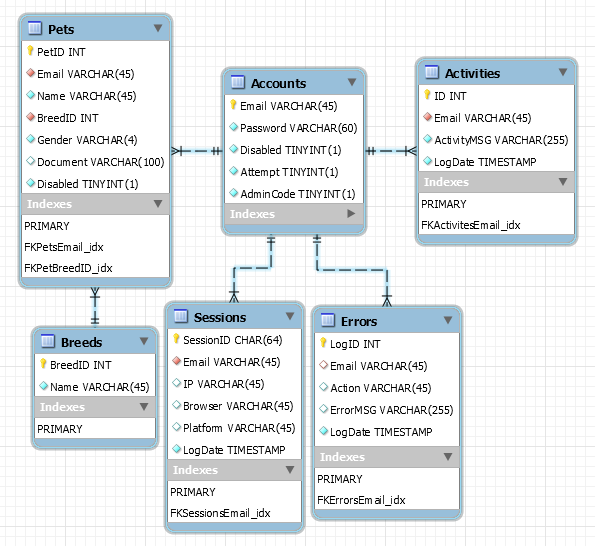 Pets
PetID INT
Email VARCHAR(45)
Name VARCHAR(45)
BreedID INT
Gender VARCHAR(4)
Document VARCHAR(100)
Disabled TINYINT(1)
Indexes
PRIMARY
FKPetsEmail_idx
FKPetBreedID_idx
Accounts
Email VARCHAR(45)
Password VARCHAR(60)
Disabled TINYINT(1)
Attempt TINYINT(1)
AdminCode TINYINT(1)
Indexes
Activities
ID INT
Email VARCHAR(45)
ActivityMSG VARCHAR(255)
LogDate TIMESTAMP
Indexes
PRIMARY
FKActivitesEmail_idx
Breeds
BreedID INT
Name VARCHAR(45)
Indexes
PRIMARY
Sessions
SessionID CHAR(64)
Email VARCHAR(45)
IP VARCHAR(45)
Browser VARCHAR(45)
Platform VARCHAR(45)
LogDate TIMESTAMP
Indexes
PRIMARY
FKSessionsEmail_idx
Errors
LogID INT
Email VARCHAR(45)
Action VARCHAR(45)
ErrorMSG VARCHAR(255)
LogDate TIMESTAMP
Indexes
PRIMARY
FKErrorsEmail_idx